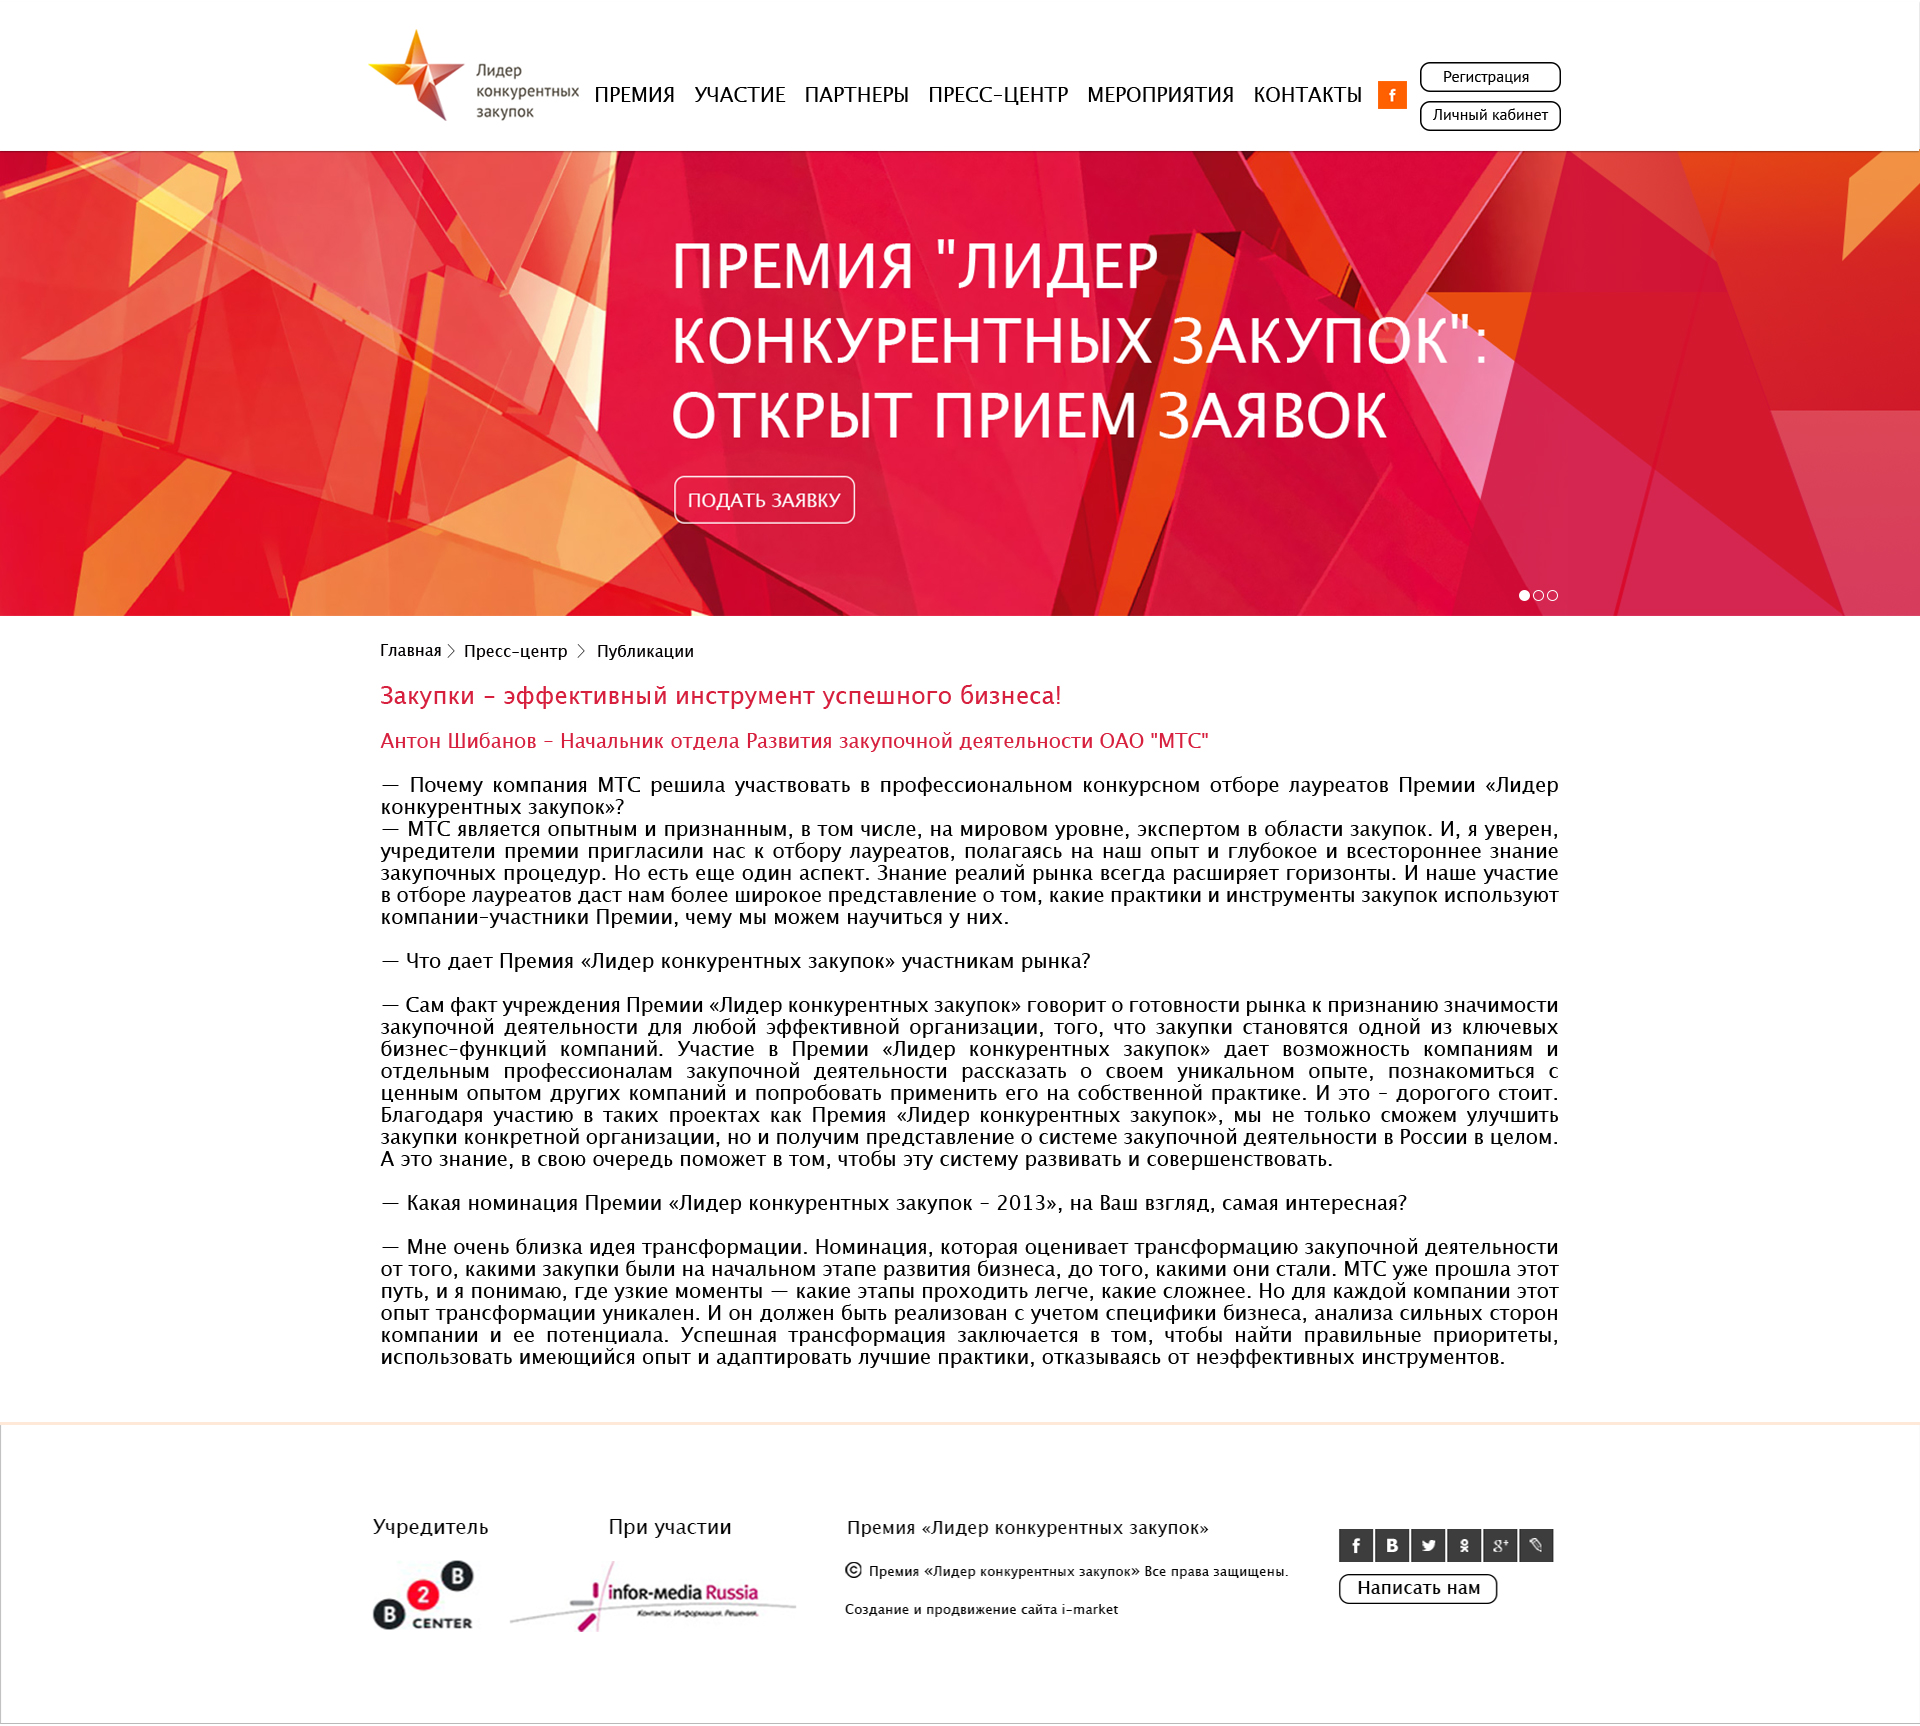 Лидер
конкурентных
закупок
ПРЕМИЯ УЧАСТИЕ ПАРТНЕРЫ ПРЕСС-ЦЕНТР МЕРОПРИЯТИЯ КОНТАКТЫ
Регистрация
Личный кабинет
ПРЕМИЯ "ЛИДЕР
КОНКУРЕНТНЫХ ЗАКУПОК":
ОТКРЫТ ПРИЕМ ЗАЯВОК
ПОДАТЬ ЗАЯВКУ
Главная Пресс-центр Публикации
Закупки - эффективный инструмент успешного бизнеса!
Антон Шибанов - Начальник отдела Развития закупочной деятельности ОАО "МТС"
— Почему компания МТС решила участвовать в профессиональном конкурсном отборе лауреатов Премии «Лидер
конкурентных закупок»?
— МТС является опытным и признанным, в том числе, на мировом уровне, экспертом в области закупок. И, я уверен,
учредители премии пригласили нас к отбору лауреатов, полагаясь на наш опыт и глубокое и всестороннее знание
закупочных процедур. Но есть еще один аспект. Знание реалий рынка всегда расширяет горизонты. И наше участие
в отборе лауреатов даст нам более широкое представление о том, какие практики и инструменты закупок используют
компании-участники Премии, чему мы можем научиться у них.
— Что дает Премия «Лидер конкурентных закупок» участникам рынка?
— Сам факт учреждения Премии «Лидер конкурентных закупок» говорит о готовности рынка к признанию значимости
закупочной деятельности для любой эффективной организации, того, что закупки становятся одной из ключевых
бизнес-функций компаний. Участие в Премии «Лидер конкурентных закупок» дает возможность компаниям и
отдельным профессионалам закупочной деятельности рассказать о своем уникальном опыте, познакомиться с
ценным опытом других компаний и попробовать применить его на собственной практике. И это - дорогого стоит.
Благодаря участию в таких проектах как Премия «Лидер конкурентных закупок», мы не только сможем улучшить
закупки конкретной организации, но и получим представление о системе закупочной деятельности в России в целом.
А это знание, в свою очередь поможет в том, чтобы эту систему развивать и совершенствовать.
— Какая номинация Премии «Лидер конкурентных закупок - 2013», на Ваш взгляд, самая интересная?
— Мне очень близка идея трансформации. Номинация, которая оценивает трансформацию закупочной деятельности
от того, какими закупки были на начальном этапе развития бизнеса, до того, какими они стали. МТС уже прошла этот
путь, и я понимаю, где узкие моменты — какие этапы проходить легче, какие сложнее. Но для каждой компании этот
опыт трансформации уникален. И он должен быть реализован с учетом специфики бизнеса, анализа сильных сторон
компании и ее потенциала. Успешная трансформация заключается в том, чтобы найти правильные приоритеты,
использовать имеющийся опыт и адаптировать лучшие практики, отказываясь от неэффективных инструментов.
Учредитель
B2B
CENTER
При участии
infor-media Russia
Контакты. Информация. Решения.
Премия «Лидер конкурентных закупок»
© Премия «Лидер конкурентных закупок» Все права защищены.
Создание и продвижение сайта i-market
Написать нам